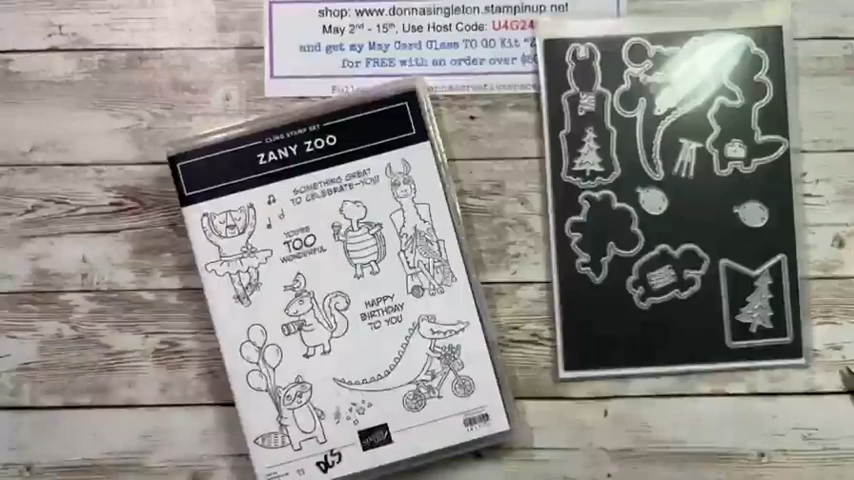 shop: www.donnasingleton.stampinup.net
May 2nd - 15th, Use Host Code: U4G24
and get my May Card Class TO GO Kit
for FREE with an order over
CLING STAMP SET
ZANY ZOO
SOMETHING GREAT
TO CELEBRATE–YOU!
YOU'RE
TOO
WONDERFUL
HAPPY
BIRTHDAY
TO YOU
DGS